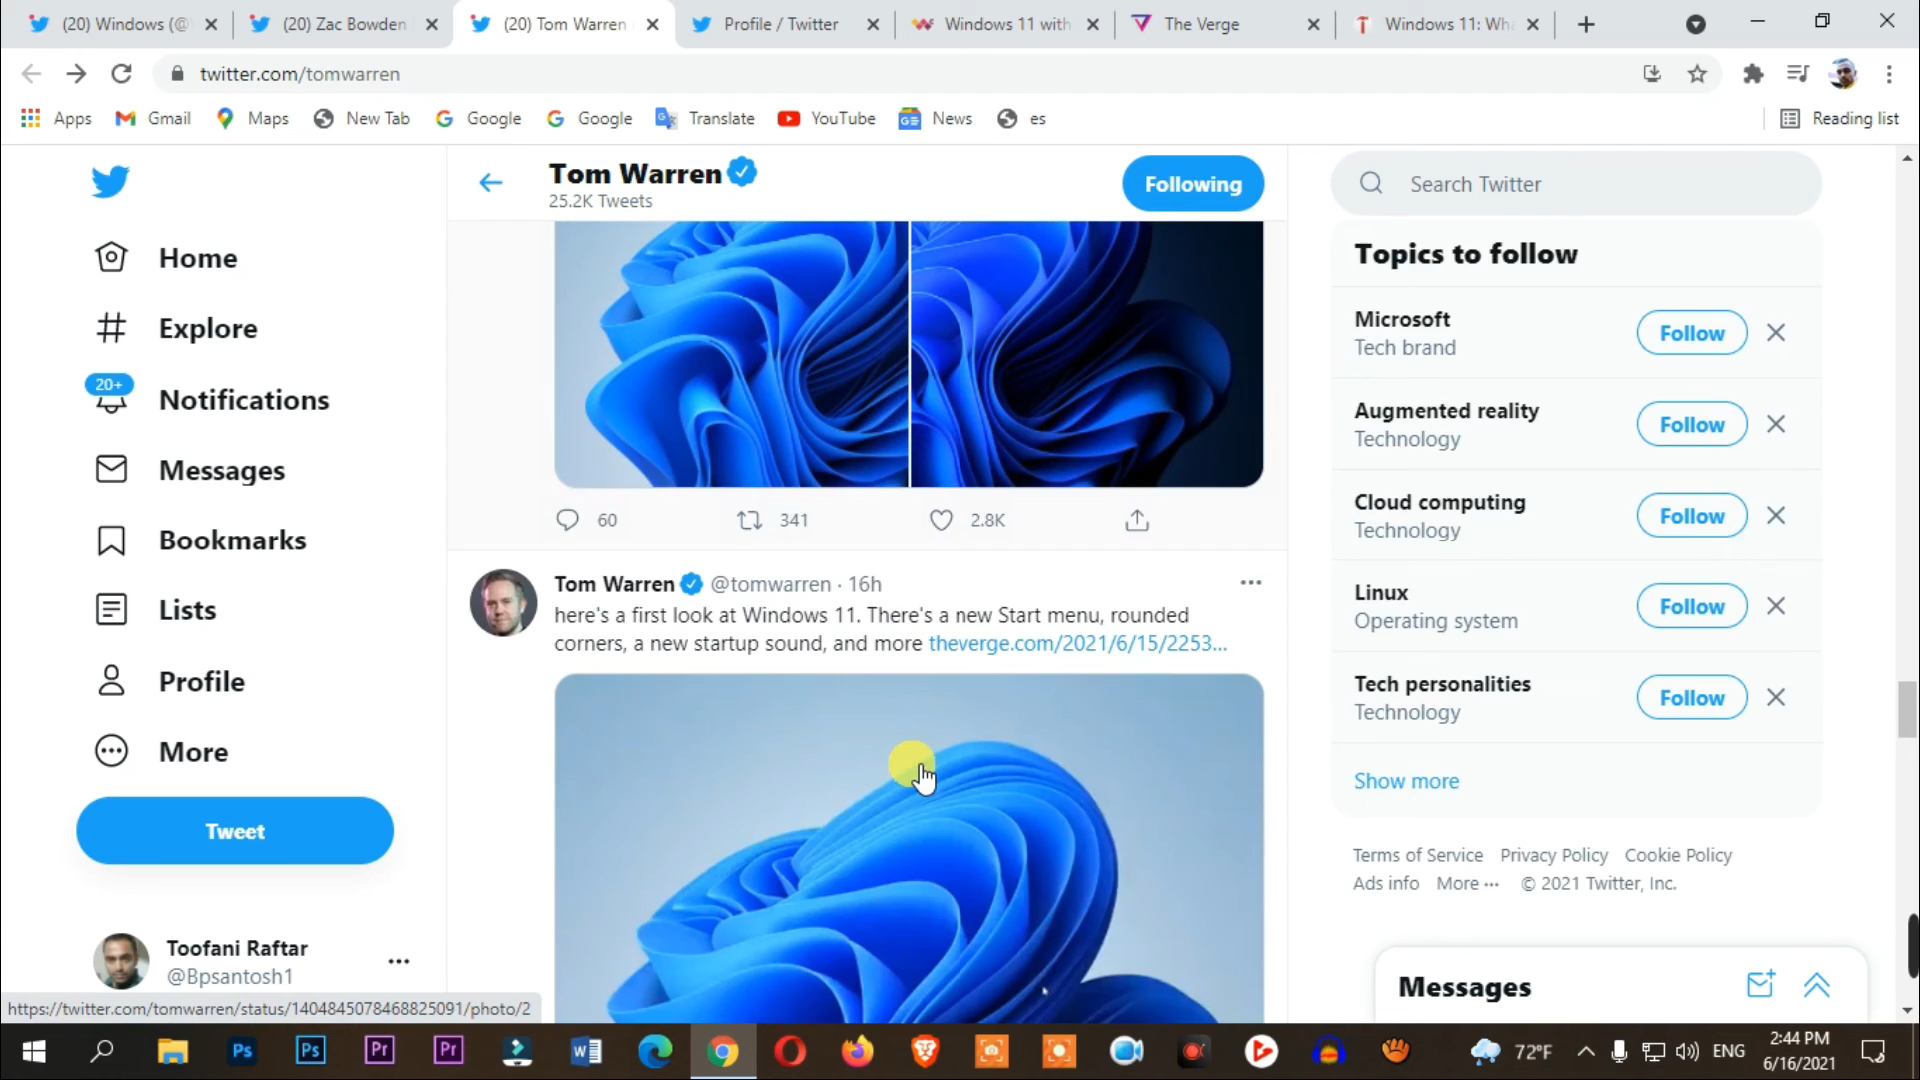 (20) Windows (@
(20) Zac Bowden
(20) Tom Warren
Profile / Twitter
Windows 11 with
The Verge
Windows 11: Wha
twitter.com/tomwarren
Apps
Gmail
Maps
New Tab
Google
Google
Translate
YouTube
News
es
Reading list
Tom Warren
25.2K Tweets
Following
Search Twitter
Home
Explore
20+
Notifications
Messages
Bookmarks
Lists
Profile
More
Tweet
Toofani Raftar
@Bpsantosh1
60
341
2.8K
Tom Warren @tomwarren · 16h
here's a first look at Windows 11. There's a new Start menu, rounded
corners, a new startup sound, and more theverge.com/2021/6/15/2253...
Topics to follow
Microsoft
Tech brand
Follow
Augmented reality
Technology
Follow
Cloud computing
Technology
Follow
Linux
Operating system
Follow
Tech personalities
Technology
Follow
Show more
Terms of Service Privacy Policy Cookie Policy
Ads info More ··· © 2021 Twitter, Inc.
Messages
https://twitter.com/tomwarren/status/1404845078468825091/photo/2
Ps
Ps
Pr
Pr
72°F
ENG
2:44 PM
6/16/2021